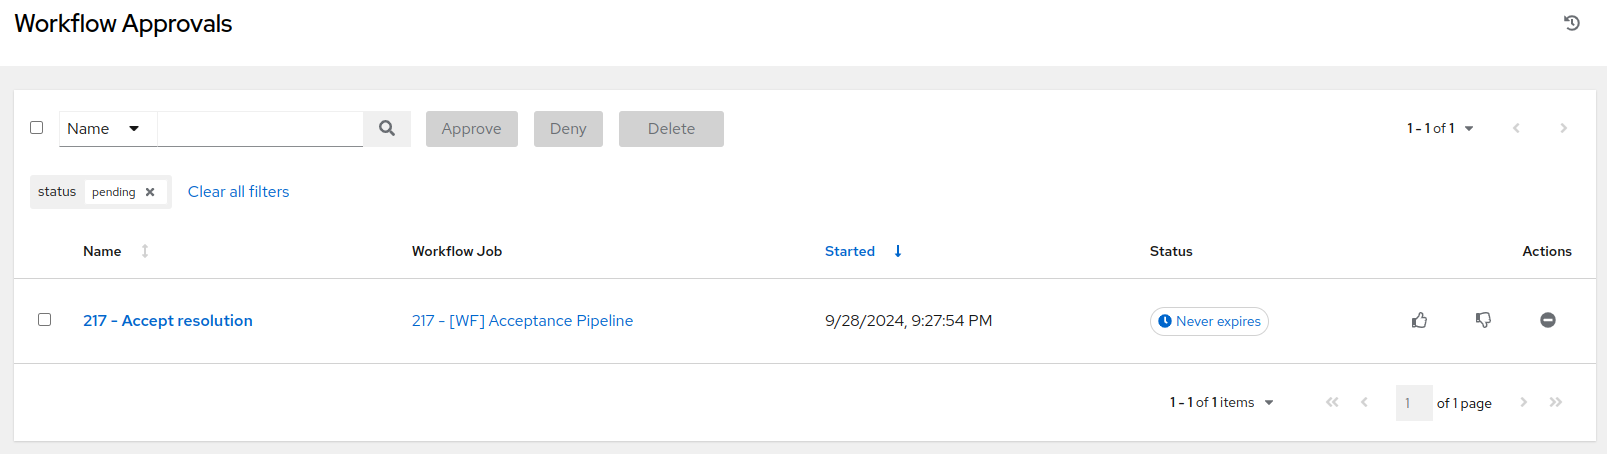 Workflow Approvals
Name Approve Deny Delete 1 - 1 of 1
status pending Clear all filters
Name Workflow Job Started Status Actions
217 - Accept resolution 217 - [WF] Acceptance Pipeline 9/28/2024, 9:27:54 PM Never expires
1 - 1 of 1 items 1 of 1 page